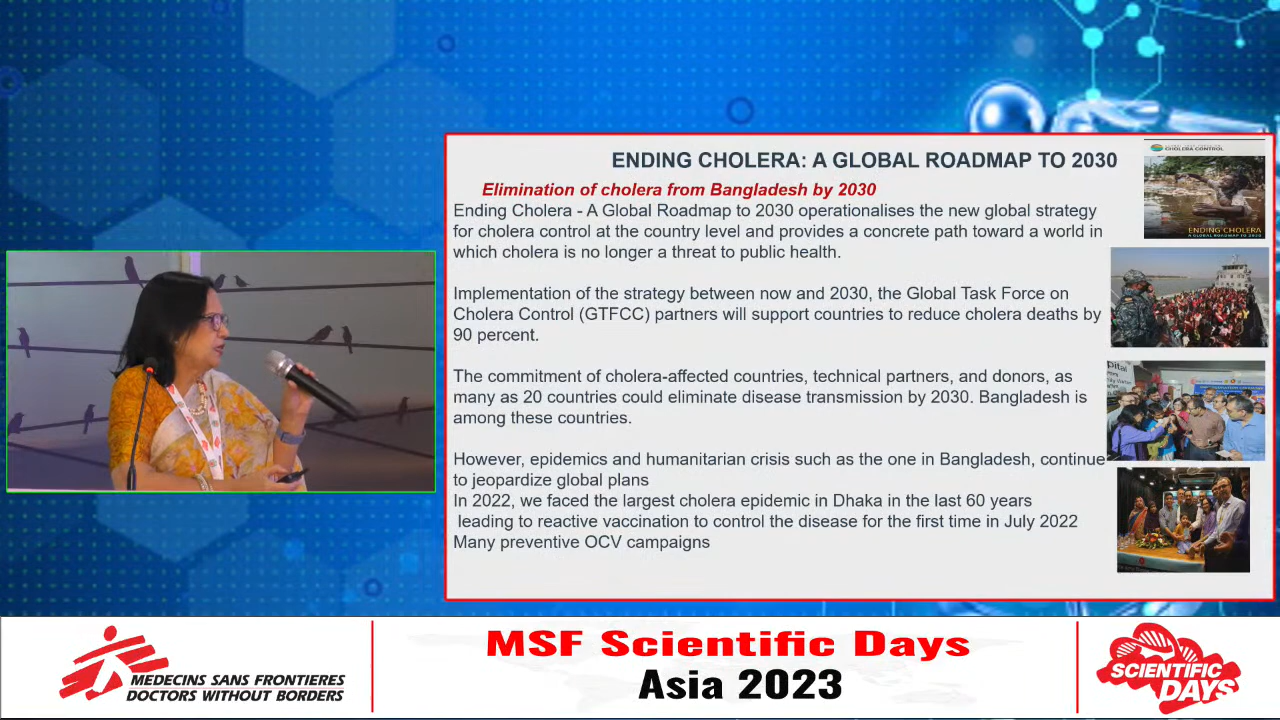 ENDING CHOLERA: A GLOBAL ROADMAP TO 2030
Elimination of cholera from Bangladesh by 2030
Ending Cholera - A Global Roadmap to 2030 operationalises the new global strategy
for cholera control at the country level and provides a concrete path toward a world in
which cholera is no longer a threat to public health.
Implementation of the strategy between now and 2030, the Global Task Force on
Cholera Control (GTFCC) partners will support countries to reduce cholera deaths by
90 percent.
The commitment of cholera-affected countries, technical partners, and donors, as
many as 20 countries could eliminate disease transmission by 2030. Bangladesh is
among these countries.
However, epidemics and humanitarian crisis such as the one in Bangladesh, continue
to jeopardize global plans
In 2022, we faced the largest cholera epidemic in Dhaka in the last 60 years
leading to reactive vaccination to control the disease for the first time in July 2022
Many preventive OCV campaigns
CHOLERA CONTROL
ENDING CHOLERA
A GLOBAL ROADMAP TO 2030
MEDECINS SANS FRONTIERES
DOCTORS WITHOUT BORDERS
MSF Scientific Days
Asia 2023
SCIENTIFIC
DAYS